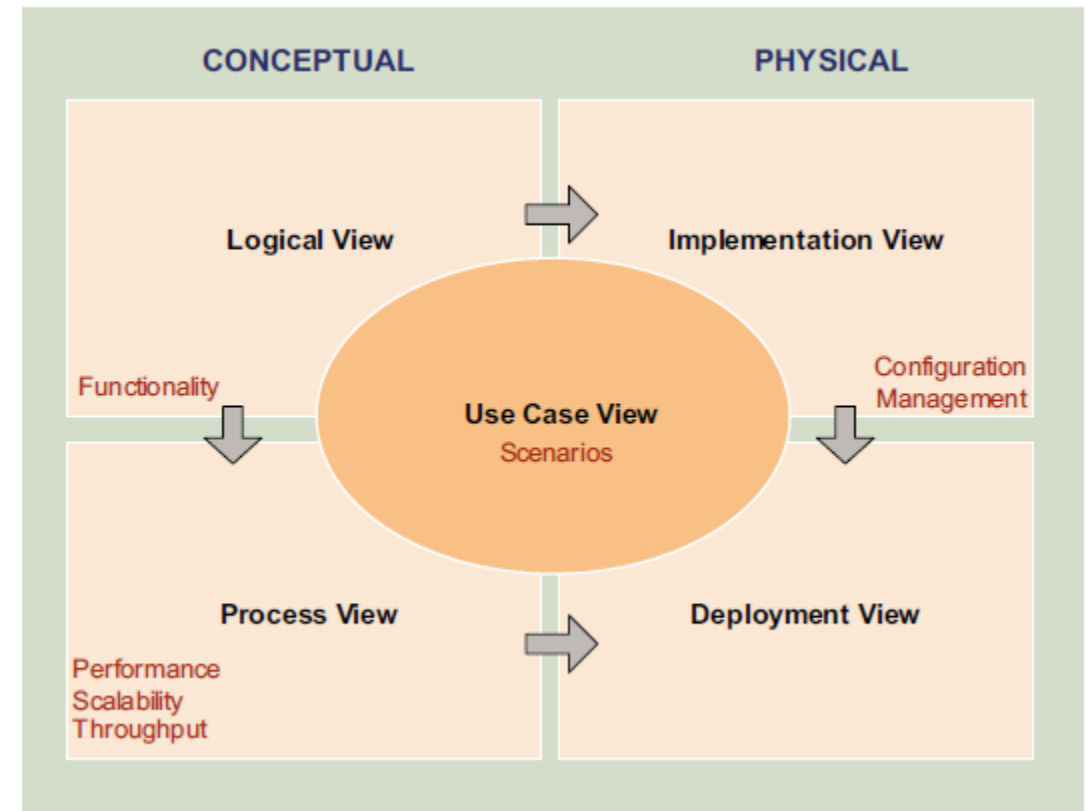 CONCEPTUAL
PHYSICAL
Logical View
Implementation View
Functionality
Configuration
Management
Use Case View
Scenarios
Process View
Deployment View
Performance
Scalability
Throughput